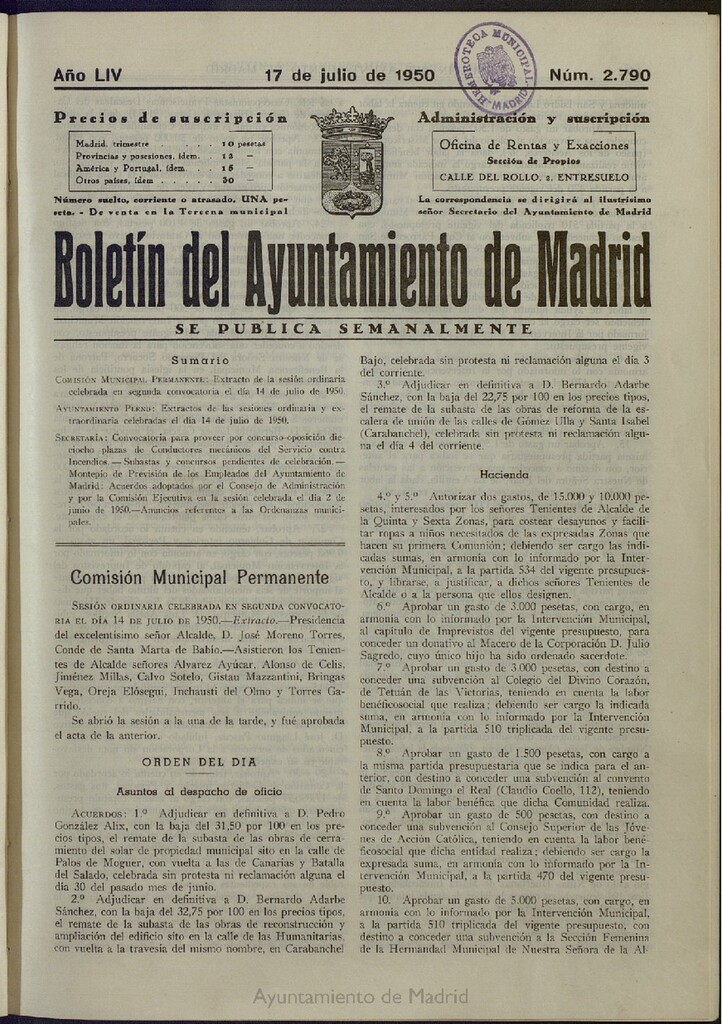 Año LIV
17 de julio de 1950
Núm. 2.790
HEMEROTECA MUNICIPAL
MADRID
Precios de suscripción
Madrid, trimestre . . . . . 10 pesetas
Provincias y posesiones, ídem. . 12 —
América y Portugal, ídem. . . 15 —
Otros países, ídem . . . . . 30 —
Número suelto, corriente o atrasado, UNA pe-
seta. - De venta en la Tercena municipal
Administración y suscripción
Oficina de Rentas y Exacciones
Sección de Propios
CALLE DEL ROLLO, 2, ENTRESUELO
La correspondencia se dirigirá al ilustrísimo
señor Secretario del Ayuntamiento de Madrid
Boletín del Ayuntamiento de Madrid
SE PUBLICA SEMANALMENTE
Sumario
COMISIÓN MUNICIPAL PERMANENTE: Extracto de la sesión ordinaria
celebrada en segunda convocatoria el día 14 de julio de 1950.
AYUNTAMIENTO PLENO: Extractos de las sesiones ordinaria y ex-
traordinaria celebradas el día 14 de julio de 1950.
SECRETARÍA: Convocatoria para proveer por concurso-oposición die-
ciocho plazas de Conductores mecánicos del Servicio contra
Incendios.—Subastas y concursos pendientes de celebración.—
Montepío de Previsión de los Empleados del Ayuntamiento de
Madrid: Acuerdos adoptados por el Consejo de Administración
y por la Comisión Ejecutiva en la sesión celebrada el día 2 de
junio de 1950.—Anuncios referentes a las Ordenanzas munici-
pales.
Comisión Municipal Permanente
SESIÓN ORDINARIA CELEBRADA EN SEGUNDA CONVOCATO-
RIA EL DÍA 14 DE JULIO DE 1950.—Extracto.—Presidencia
del excelentísimo señor Alcalde, D. José Moreno Torres,
Conde de Santa Marta de Babío.—Asistieron los Tenien-
tes de Alcalde señores Alvarez Ayúcar, Alonso de Celis,
Jiménez Millas, Calvo Sotelo, Gistau Mazzantini, Bringas
Vega, Oreja Elósegui, Inchausti del Olmo y Torres Ga-
rrido.
Se abrió la sesión a la una de la tarde, y fué aprobada
el acta de la anterior.
ORDEN DEL DIA
Asuntos al despacho de oficio
ACUERDOS: 1.º Adjudicar en definitiva a D. Pedro
González Alix, con la baja del 31,50 por 100 en los pre-
cios tipos, el remate de la subasta de las obras de cerra-
miento del solar de propiedad municipal sito en la calle de
Palos de Moguer, con vuelta a las de Canarias y Batalla
del Salado, celebrada sin protesta ni reclamación alguna el
día 30 del pasado mes de junio.
2.º Adjudicar en definitiva a D. Bernardo Adarbe
Sánchez, con la baja del 32,75 por 100 en los precios tipos,
el remate de la subasta de las obras de reconstrucción y
ampliación del edificio sito en la calle de las Humanitarias,
con vuelta a la travesía del mismo nombre, en Carabanchel
Bajo, celebrada sin protesta ni reclamación alguna el día 3
del corriente.
3.º Adjudicar en definitiva a D. Bernardo Adarbe
Sánchez, con la baja del 22,75 por 100 en los precios tipos,
el remate de la subasta de las obras de reforma de la es-
calera de unión de las calles de Gómez Ulla y Santa Isabel
(Carabanchel), celebrada sin protesta ni reclamación algu-
na el día 4 del corriente.
Hacienda
4.º y 5.º Autorizar dos gastos, de 15.000 y 10.000 pe-
setas, interesados por los señores Tenientes de Alcalde de
la Quinta y Sexta Zonas, para costear desayunos y facili-
tar ropas a niños necesitados de las expresadas Zonas que
hacen su primera Comunión; debiendo ser cargo las indi-
cadas sumas, en armonía con lo informado por la Inter-
vención Municipal, a la partida 534 del vigente presupues-
to, y librarse, a justificar, a dichos señores Tenientes de
Alcalde o a la persona que ellos designen.
6.º Aprobar un gasto de 3.000 pesetas, con cargo, en
armonía con lo informado por la Intervención Municipal,
al capítulo de Imprevistos del vigente presupuesto, para
conceder un donativo al Macero de la Corporación D. Julio
Sagredo, cuyo único hijo ha sido ordenado sacerdote.
7.º Aprobar un gasto de 3.000 pesetas, con destino a
conceder una subvención al Colegio del Divino Corazón,
de Tetuán de las Victorias, teniendo en cuenta la labor
benéficosocial que realiza; debiendo ser cargo la indicada
suma, en armonía con lo informado por la Intervención
Municipal, a la partida 510 triplicada del vigente presu-
puesto.
8.º Aprobar un gasto de 1.500 pesetas, con cargo a
la misma partida presupuestaria que se indica para el an-
terior, con destino a conceder una subvención al convento
de Santo Domingo el Real (Claudio Coello, 112), teniendo
en cuenta la labor benéfica que dicha Comunidad realiza.
9.º Aprobar un gasto de 500 pesetas, con destino a
conceder una subvención al Consejo Superior de las Jóve-
nes de Acción Católica, teniendo en cuenta la labor bené-
ficosocial que dicha entidad realiza; debiendo ser cargo la
expresada suma, en armonía con lo informado por la In-
tervención Municipal, a la partida 470 del vigente presu-
puesto.
10. Aprobar un gasto de 5.000 pesetas, con cargo, en
armonía con lo informado por la Intervención Municipal,
a la partida 510 triplicada del vigente presupuesto, con
destino a conceder una subvención a la Sección Femenina
de la Hermandad Municipal de Nuestra Señora de la Al-
Ayuntamiento de Madrid